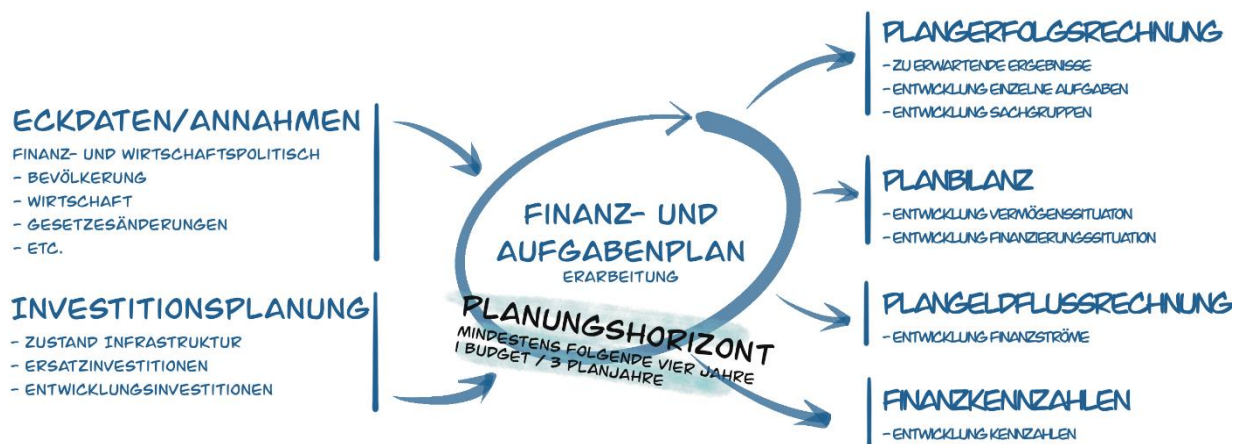 ECKDATEN/ANNAHMEN
FINANZ- UND WIRTSCHAFTSPOLITISCH
- BEVÖLKERUNG
- WIRTSCHAFT
- GESETZESÄNDERUNGEN
- ETC.
INVESTITIONSPLANUNG
- ZUSTAND INFRASTRUKTUR
- ERSATZINVESTITIONEN
- ENTWICKLUNGSINVESTITIONEN
FINANZ- UND
AUFGABENPLAN
ERARBEITUNG
PLANUNGSHORIZONT
MINDESTENS FOLGENDE VIER JAHRE
1 BUDGET / 3 PLANJAHRE
PLANGERFOLGSRECHNUNG
- ZU ERWARTENDE ERGEBNISSE
- ENTWICKLUNG EINZELNE AUFGABEN
- ENTWICKLUNG SACHGRUPPEN
PLANBILANZ
- ENTWICKLUNG VERMÖGENSSITUATON
- ENTWICKLUNG FINANZIERUNGSSITUATION
PLANGELDFLUSSRECHNUNG
- ENTWICKLUNG FINANZSTRÖME
FINANZKENNZAHLEN
- ENTWICKLUNG KENNZAHLEN